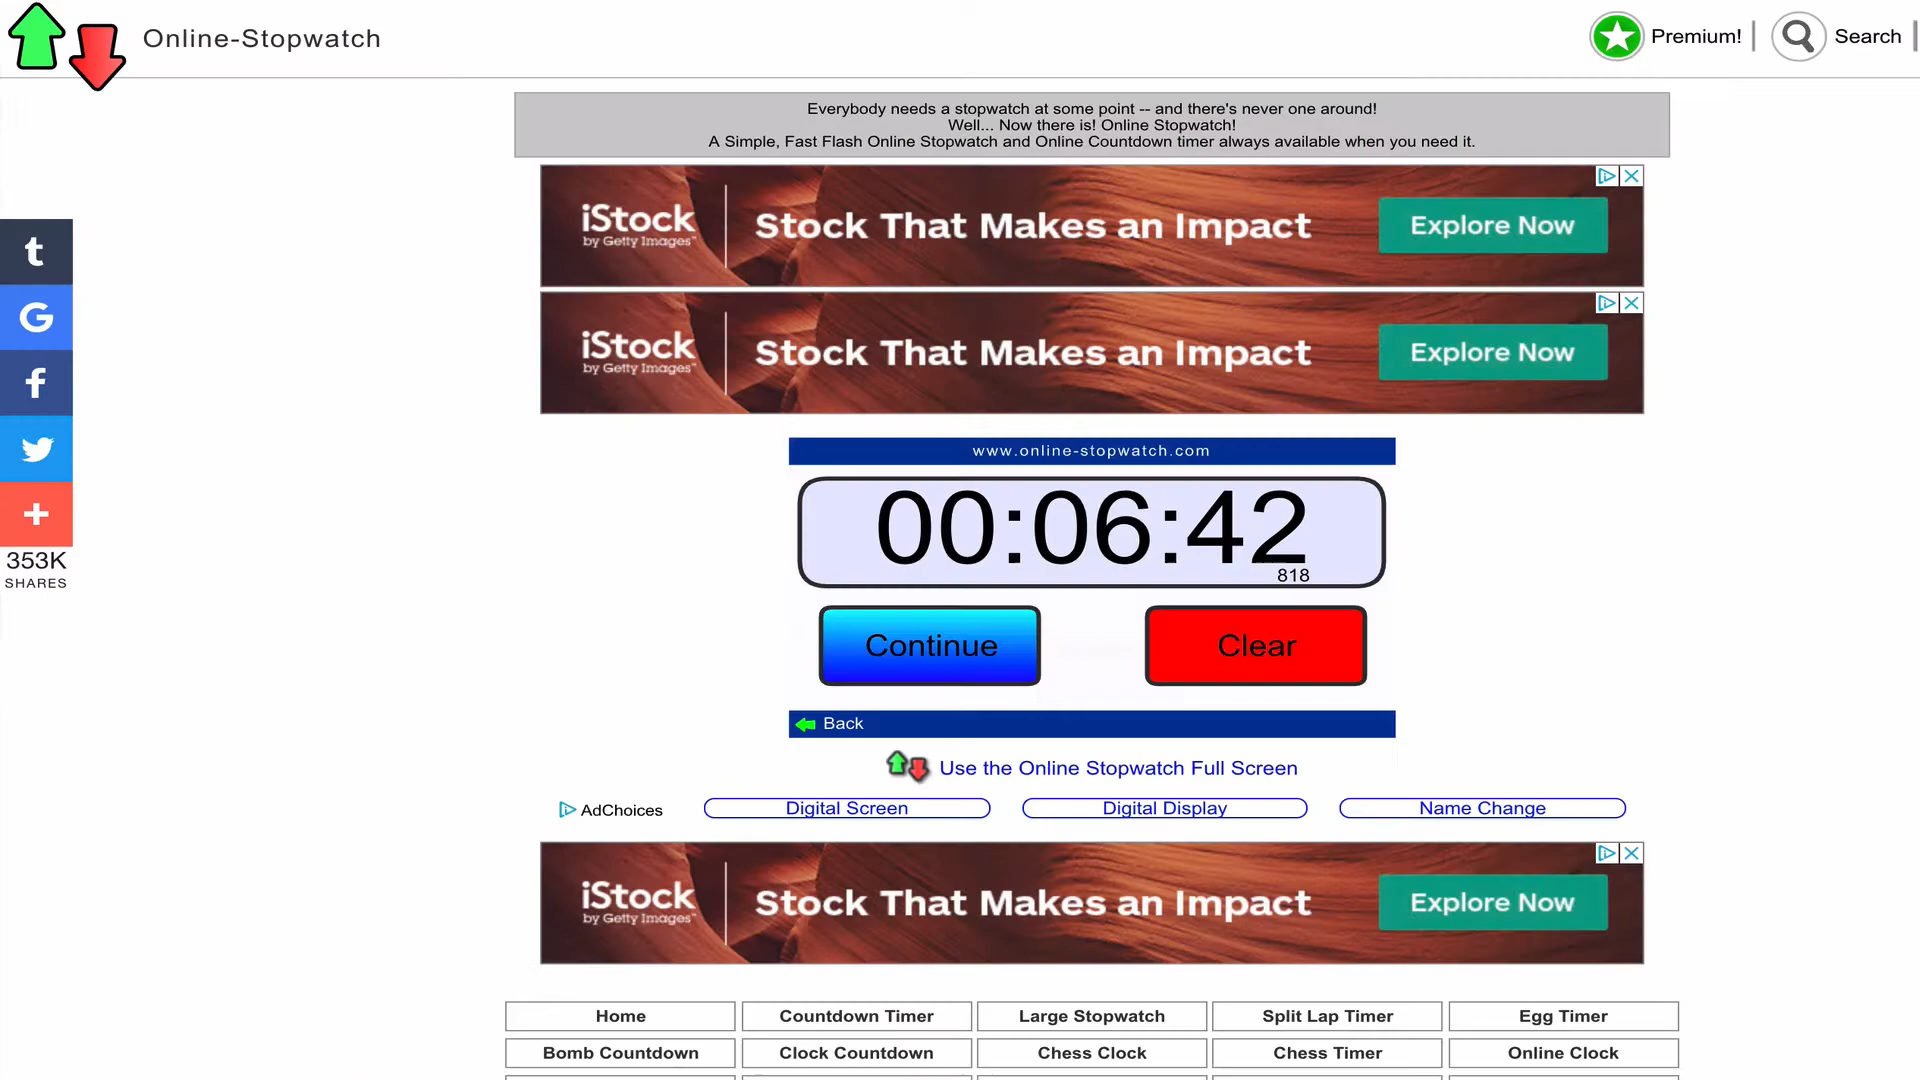 Online-Stopwatch
Premium!
Search
Everybody needs a stopwatch at some point -- and there's never one around!
Well... Now there is! Online Stopwatch!
A Simple, Fast Flash Online Stopwatch and Online Countdown timer always available when you need it.
iStock
by Getty Images™
Stock That Makes an Impact
Explore Now
iStock
by Getty Images™
Stock That Makes an Impact
Explore Now
353K
SHARES
www.online-stopwatch.com
00:06:42
818
Continue
Clear
Back
Use the Online Stopwatch Full Screen
AdChoices
Digital Screen
Digital Display
Name Change
iStock
by Getty Images™
Stock That Makes an Impact
Explore Now
Home
Countdown Timer
Large Stopwatch
Split Lap Timer
Egg Timer
Bomb Countdown
Clock Countdown
Chess Clock
Chess Timer
Online Clock